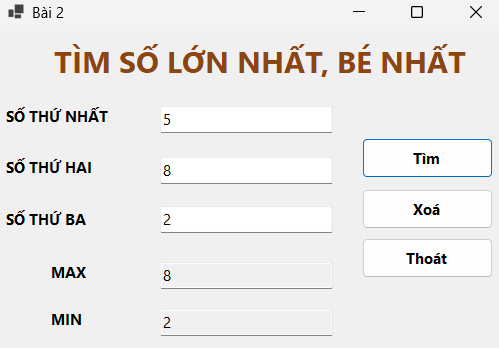 Bài 2
TÌM SỐ LỚN NHẤT, BÉ NHẤT
SỐ THỨ NHẤT 5
SỐ THỨ HAI 8
SỐ THỨ BA 2
MAX 8
MIN 2
Tìm
Xoá
Thoát